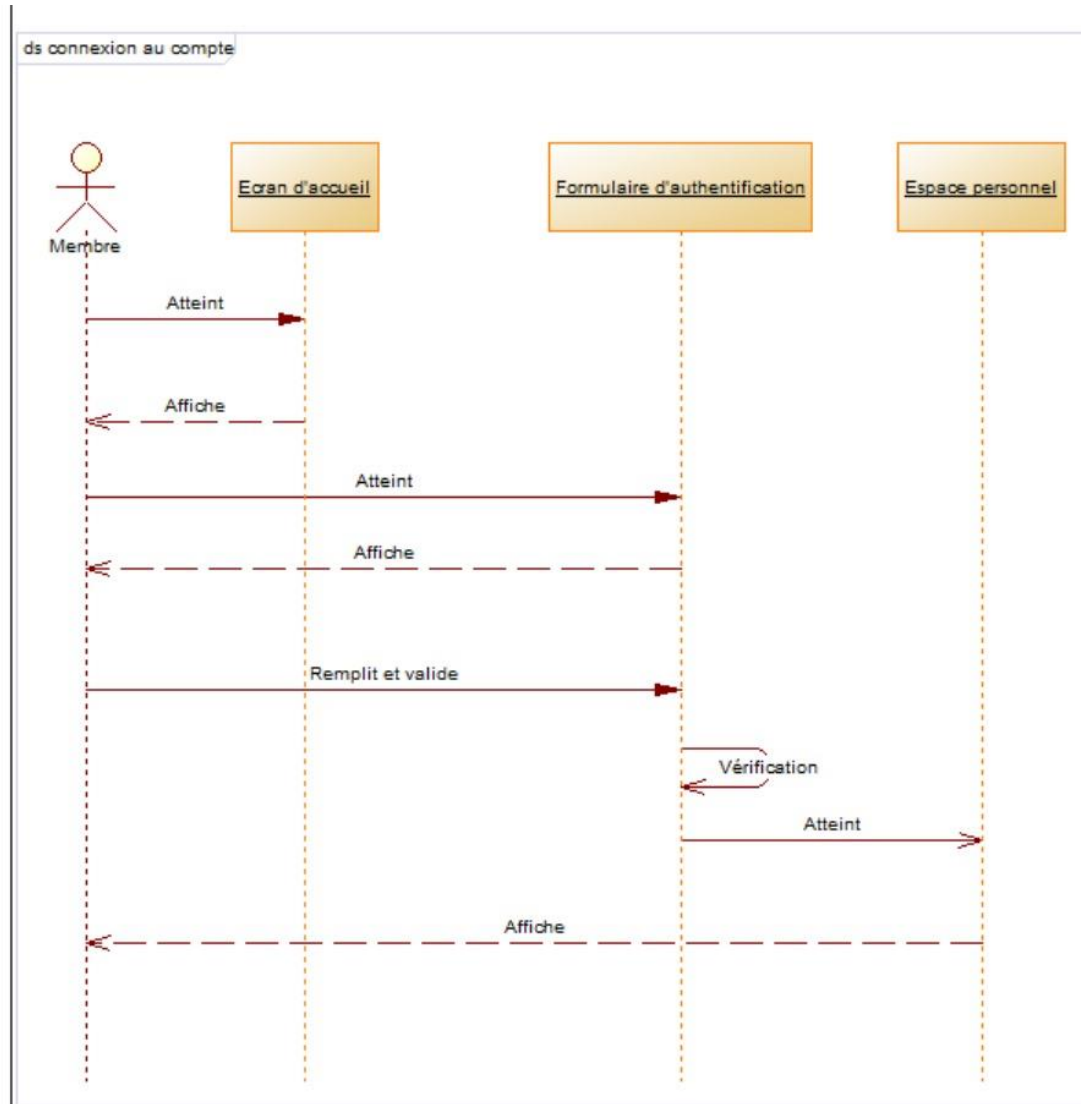 ds connexion au compte
Membre
Ecran d'accueil
Formulaire d'authentification
Espace personnel
Atteint
Affiche
Atteint
Affiche
Remplit et valide
Vérification
Atteint
Affiche